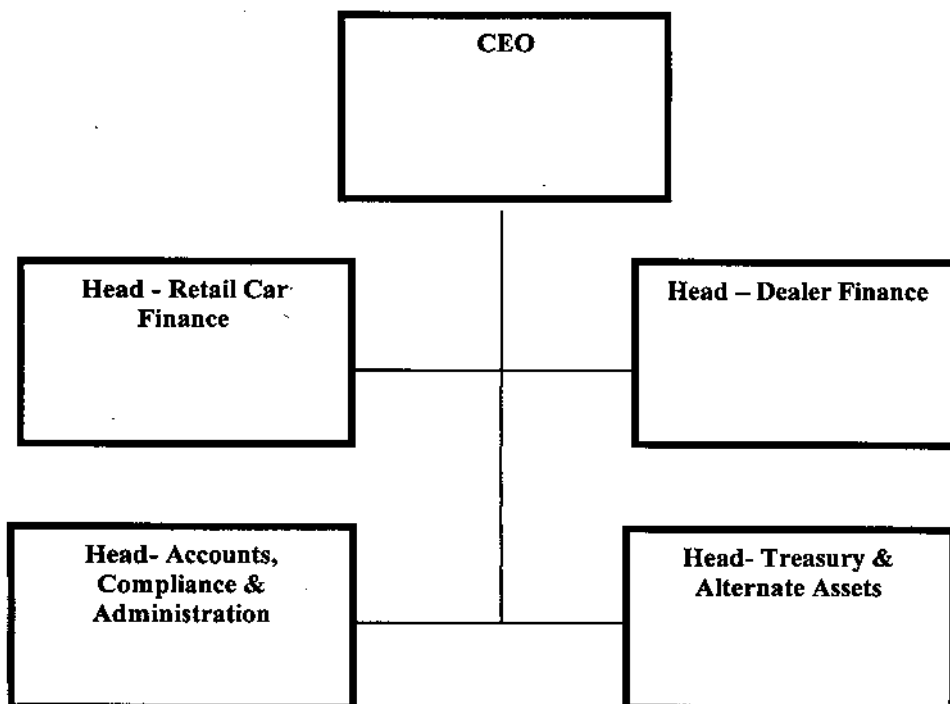 CEO
Head - Retail Car
Finance
Head – Dealer Finance
Head- Accounts,
Compliance &
Administration
Head- Treasury &
Alternate Assets